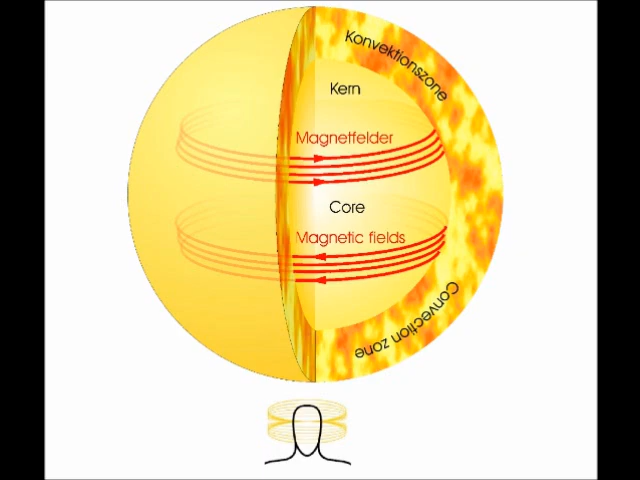 Konvektionszone
Kern
Magnetfelder
Core
Magnetic fields
Convection zone